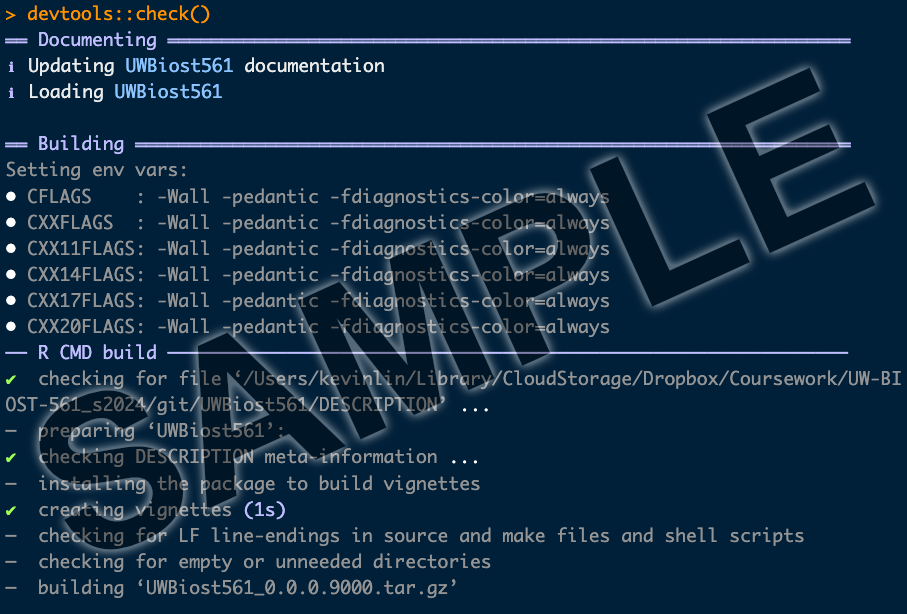 > devtools::check()
══ Documenting ══════════════════════════════
ℹ Updating UWBiost561 documentation
ℹ Loading UWBiost561
══ Building ══════════════════════════════
Setting env vars:
● CFLAGS    : -Wall -pedantic -fdiagnostics-color=always
● CXXFLAGS  : -Wall -pedantic -fdiagnostics-color=always
● CXX11FLAGS: -Wall -pedantic -fdiagnostics-color=always
● CXX14FLAGS: -Wall -pedantic -fdiagnostics-color=always
● CXX17FLAGS: -Wall -pedantic -fdiagnostics-color=always
● CXX20FLAGS: -Wall -pedantic -fdiagnostics-color=always
── R CMD build ──────────────────────────────
✔  checking for file ‘/Users/kevinlin/Library/CloudStorage/Dropbox/Coursework/UW-BI
OST-561_s2024/git/UWBiost561/DESCRIPTION’ ...
─  preparing ‘UWBiost561’:
✔  checking DESCRIPTION meta-information ...
─  installing the package to build vignettes
✔  creating vignettes (1s)
─  checking for LF line-endings in source and make files and shell scripts
─  checking for empty or unneeded directories
─  building ‘UWBiost561_0.0.0.9000.tar.gz’
SAMPLE